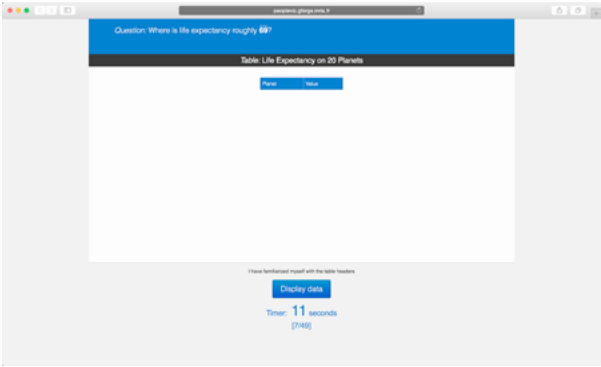 Question: Where is life expectancy roughly 69?
Table: Life Expectancy on 20 Planets
Planet Value
I have familiarized myself with the table headers
Display data
Timer: 11 seconds
[7/49]